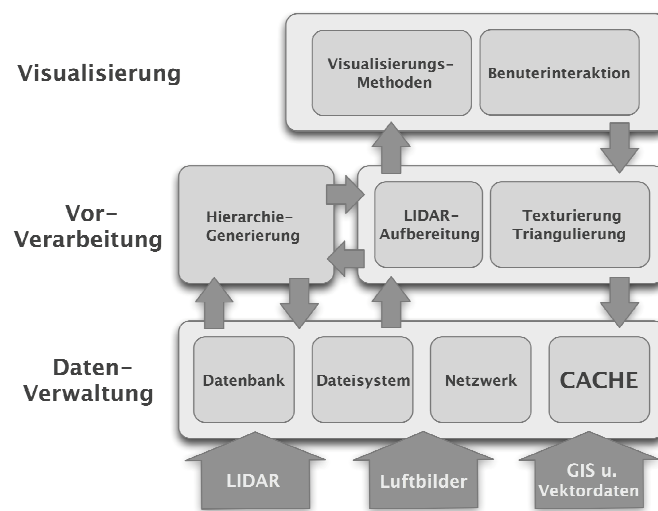 Visualisierung
Visualisierungs-
Methoden
Benuterinteraktion
Vor-
Verarbeitung
Hierarchie-
Generierung
LIDAR-
Aufbereitung
Texturierung
Triangulierung
Daten-
Verwaltung
Datenbank
Dateisystem
Netzwerk
CACHE
LIDAR
Luftbilder
GIS u.
Vektordaten